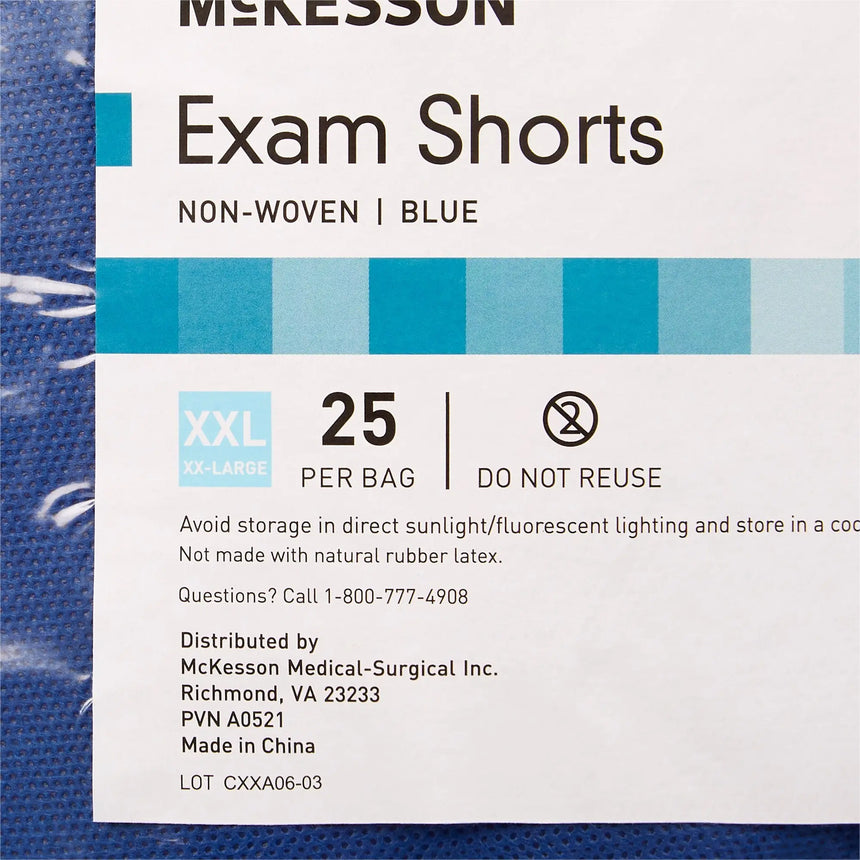 McKESSON
Exam Shorts
NON-WOVEN | BLUE
XXL
XX-LARGE
25
PER BAG
2
DO NOT REUSE
Avoid storage in direct sunlight/fluorescent lighting and store in a
Not made with natural rubber latex.
Questions? Call 1-800-777-4908
Distributed by
McKesson Medical-Surgical Inc.
Richmond, VA 23233
PVN A0521
Made in China
LOT CXXA06-03